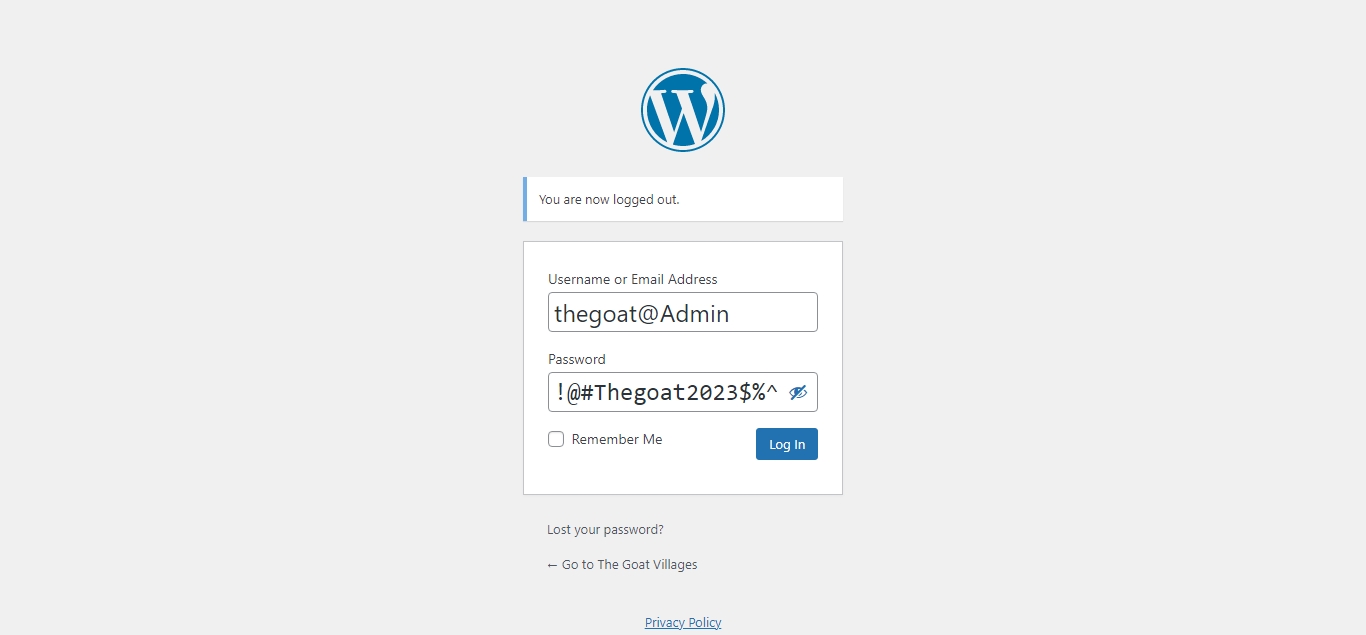 You are now logged out.
Username or Email Address
thegoat@Admin
Password
!@#Thegoat2023$%^
Remember Me
Log In
Lost your password?
← Go to The Goat Villages
Privacy Policy